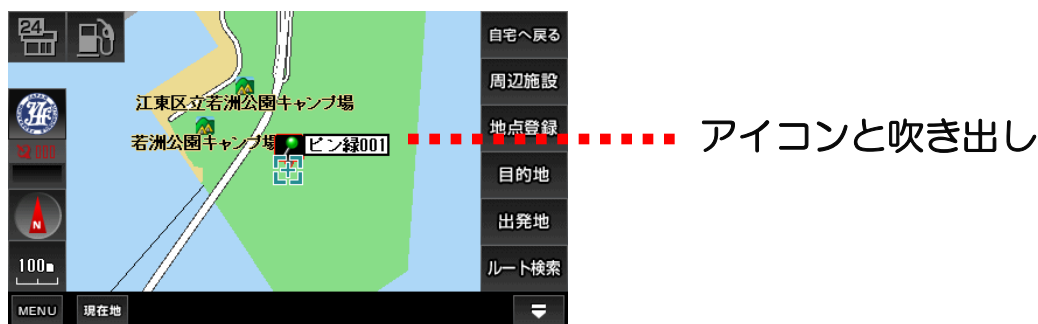 24
自宅へ戻る
周辺施設
江東区立若洲公園キャンプ場
地点登録
若洲公園キャンプ場
ピン緑001
アイコンと吹き出し
目的地
出発地
N
100m
ルート検索
MENU
現在地